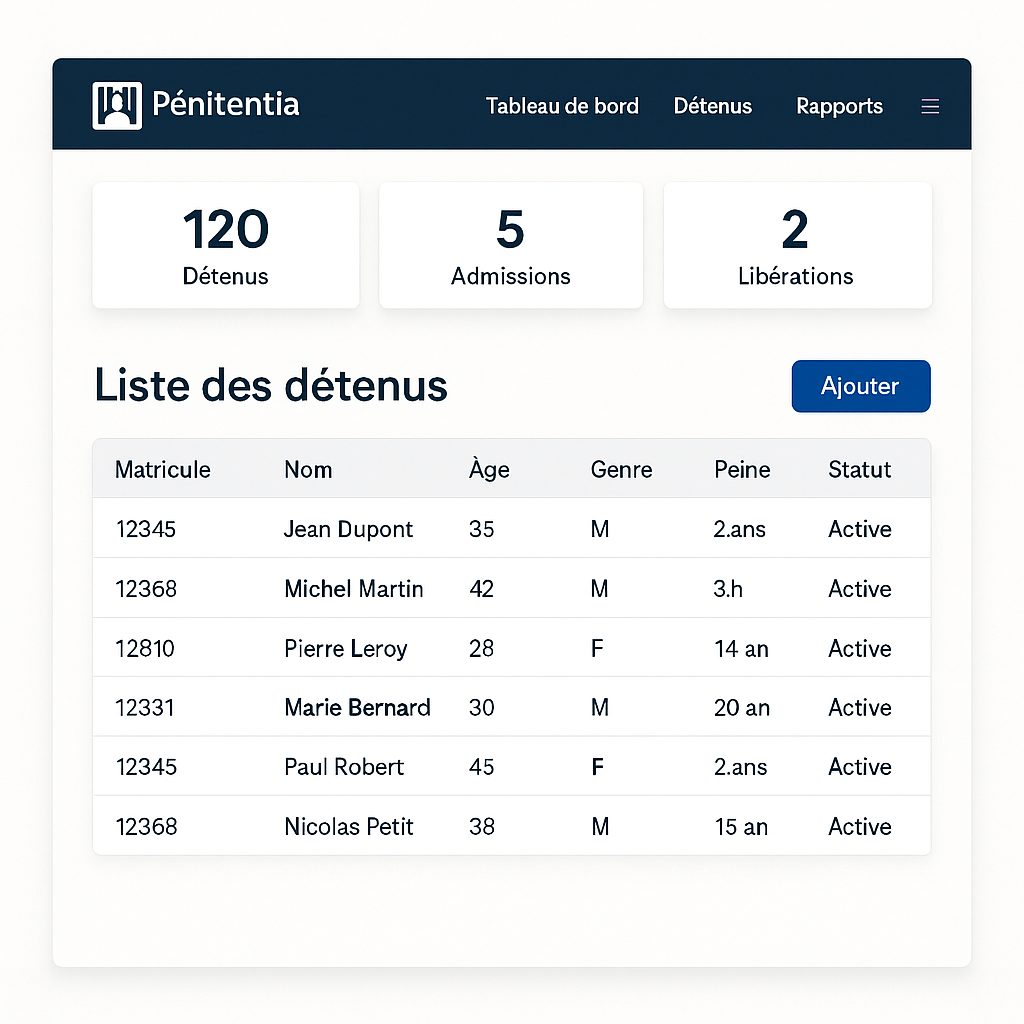 Pénitentia Tableau de bord Détenus Rapports
120 5 2
Détenus Admissions Libérations
Liste des détenus Ajouter
Matricule Nom Àge Genre Peine Statut
12345 Jean Dupont 35 M 2.ans Active
12368 Michel Martin 42 M 3.h Active
12810 Pierre Leroy 28 F 14 an Active
12331 Marie Bernard 30 M 20 an Active
12345 Paul Robert 45 F 2.ans Active
12368 Nicolas Petit 38 M 15 an Active